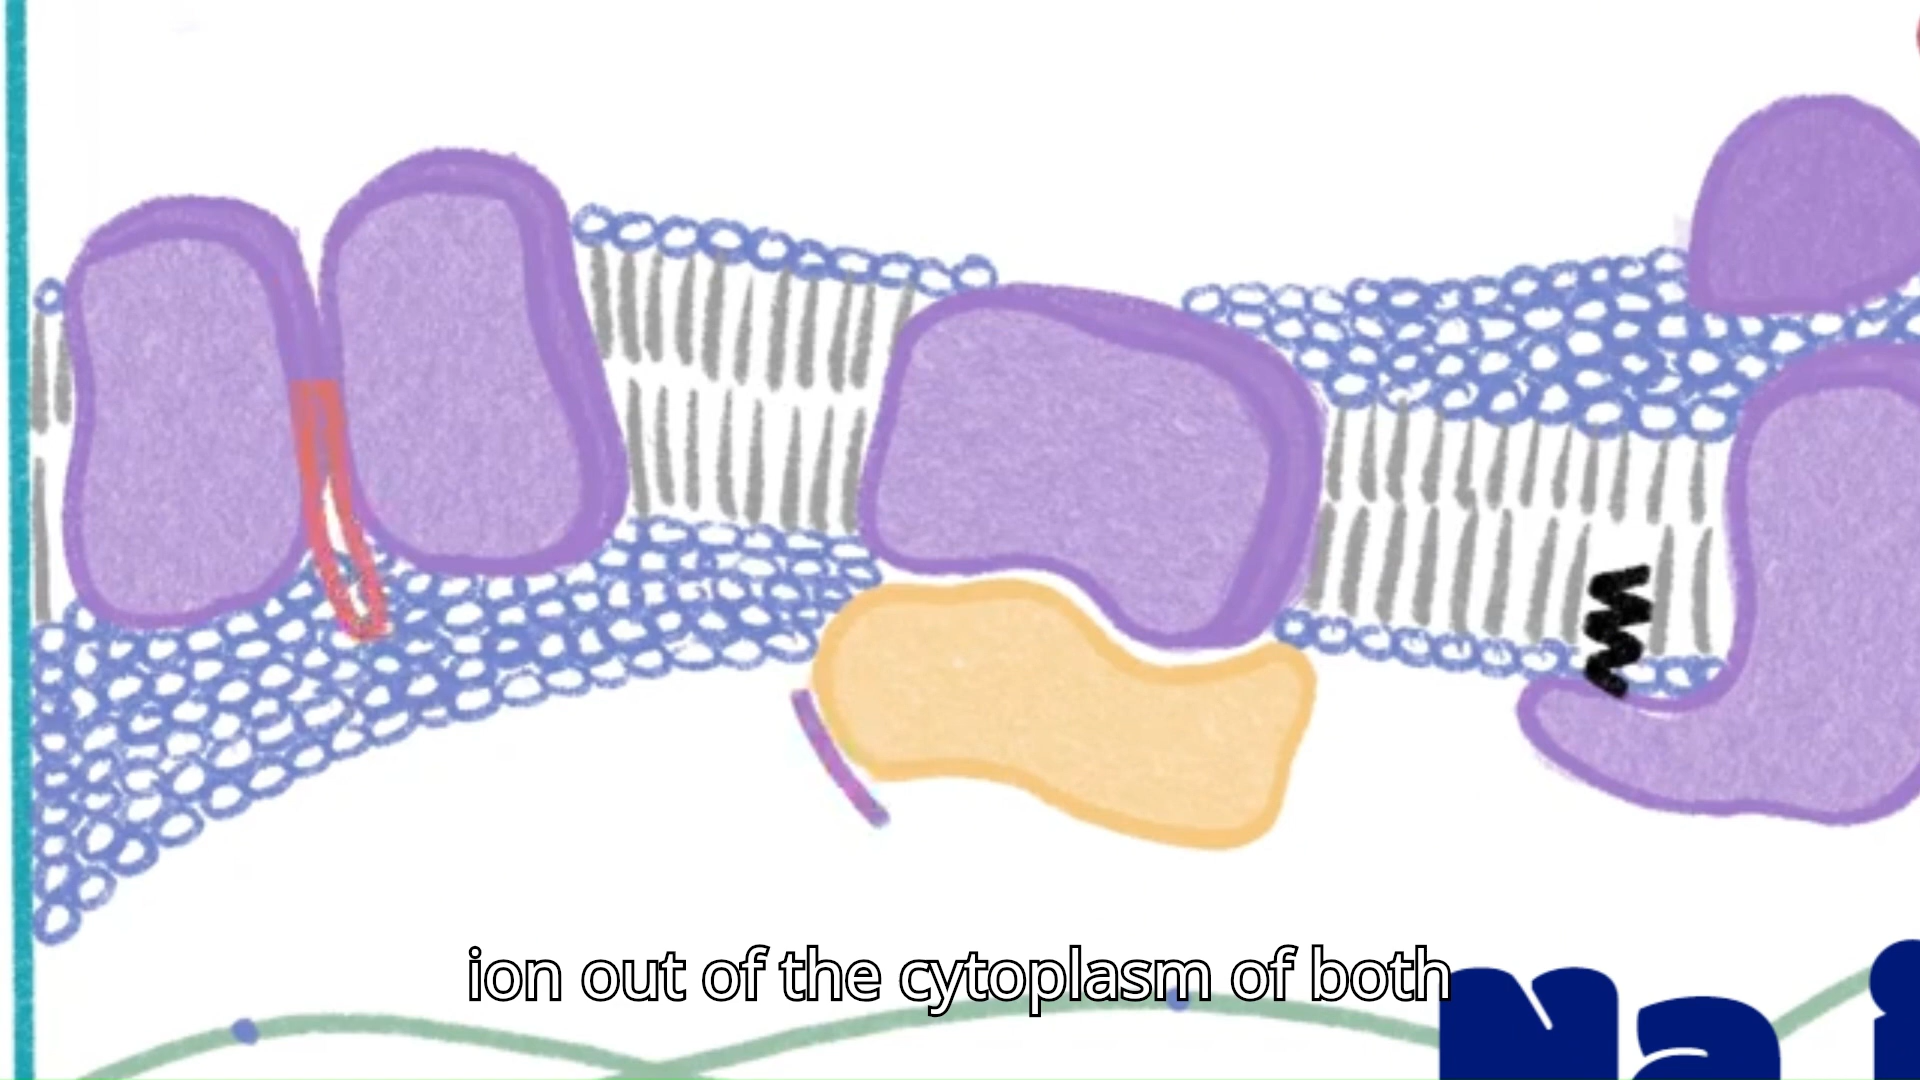 ion out of the cytoplasm of both
Na i